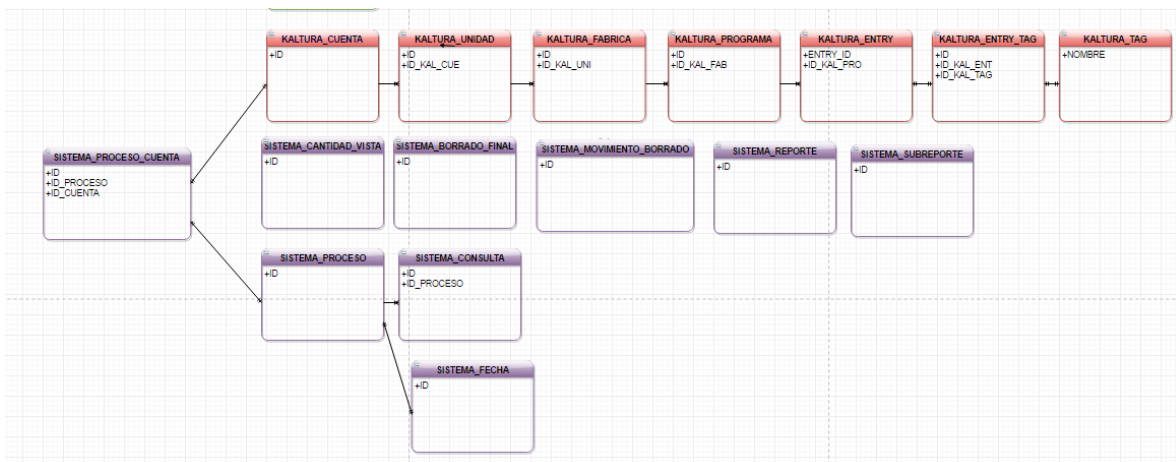 KALTURA_CUENTA
+ID
KALTURA_UNIDAD
+ID
+ID_KAL_CUE
KALTURA_FABRICA
+ID
+ID_KAL_UNI
KALTURA_PROGRAMA
+ID
+ID_KAL_FAB
KALTURA_ENTRY
+ENTRY_ID
+ID_KAL_PRO
KALTURA_ENTRY_TAG
+ID
+ID_KAL_ENT
+ID_KAL_TAG
KALTURA_TAG
+NOMBRE
SISTEMA_PROCESO_CUENTA
+ID
+ID_PROCESO
+ID_CUENTA
SISTEMA_CANTIDAD_VISTA
+ID
SISTEMA_BORRADO_FINAL
+ID
SISTEMA_MOVIMIENTO_BORRADO
+ID
SISTEMA_REPORTE
+ID
SISTEMA_SUBREPORTE
+ID
SISTEMA_PROCESO
+ID
SISTEMA_CONSULTA
+ID
+ID_PROCESO
SISTEMA_FECHA
+ID